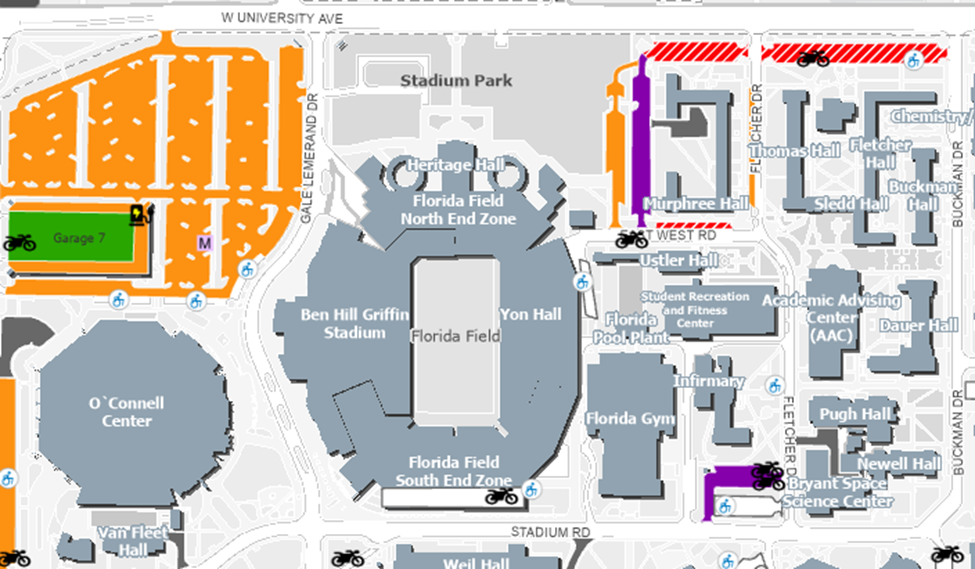 W UNIVERSITY AVE
Stadium Park
GALE LEMERAND DR
FLETCHER DR
Chemistry/
Thomas Hall
Fletcher
Hall
BUCKMAN DR
Heritage Hall
Buckman
Hall
Florida Field
North End Zone
Murphree Hall
Sledd Hall
Garage 7
M
EAST WEST RD
Ustler Hall
Student Recreation
and Fitness
Center
Academic Advising
Center
(AAC)
Ben Hill Griffin
Stadium
Yon Hall
Florida
Pool Plant
Dauer Hall
Florida Field
Infirmary
O`Connell
Center
Florida Gym
FLETCHER D
Pugh Hall
BUCKMAN DR
Florida Field
South End Zone
Newell Hall
Bryant Space
Science Center
STADIUM RD
Van Fleet
Hall
Weil Hall